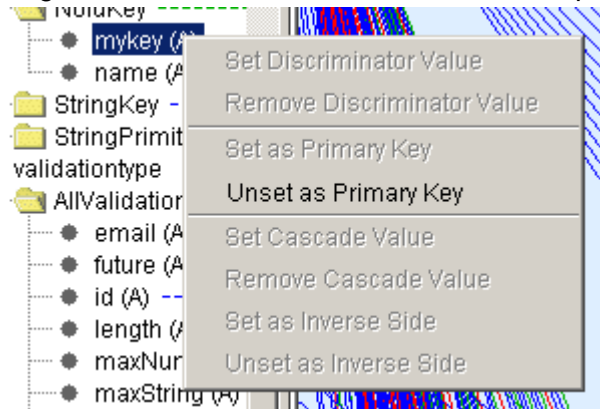 NoIdKey
mykey (A)
name (A
StringKey
StringPrimit
validationtype
AllValidation
email (A
future (A
id (A)
length (A
maxNur
maxString (A)
Set Discriminator Value
Remove Discriminator Value
Set as Primary Key
Unset as Primary Key
Set Cascade Value
Remove Cascade Value
Set as Inverse Side
Unset as Inverse Side